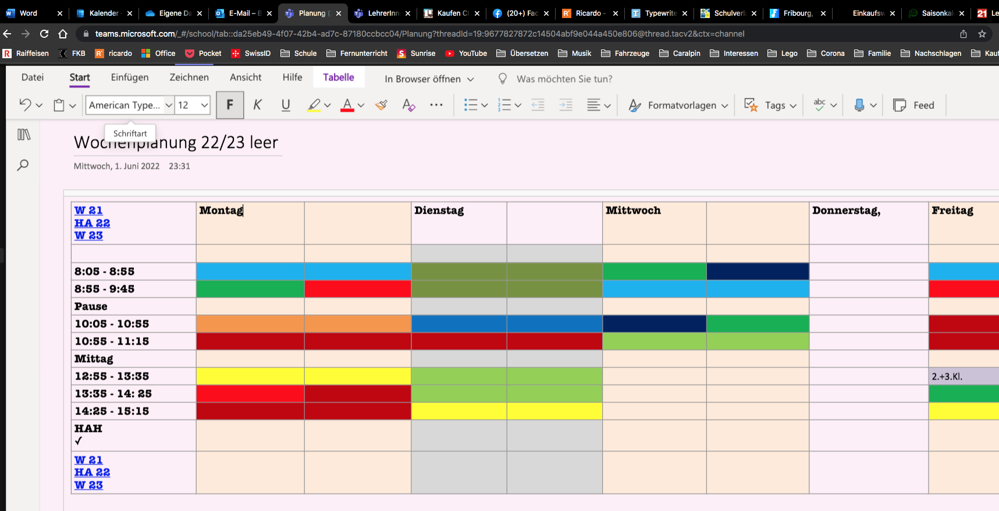 Word
Kalender
Eigene Da
E-Mail – B
Planung (
LehrerInn
Kaufen C
(20+) Fac
Ricardo -
Typewrite
Schulverl
Fribourg,
Einkaufsw
Saisonkal
21 Le
teams.microsoft.com/_#/school/tab::da25eb49-4f07-42b4-ad7c-87180ccbcc04/Planung?threadId=19:9677827872c14504abf9e044a450e806@thread.tacv2&ctx=channel
Raiffeisen FKB ricardo Office Pocket SwissID Schule Fernunterricht Sunrise YouTube Übersetzen Musik Fahrzeuge Caralpin Interessen Lego Corona Familie Nachschlagen Kauf
Datei Start Einfügen Zeichnen Ansicht Hilfe Tabelle In Browser öffnen Was möchten Sie tun?
American Type... 12 F K U A A Formatvorlagen Tags abc Feed
Schriftart
Wochenplanung 22/23 leer
Mittwoch, 1. Juni 2022 23:31
W 21 Montag Dienstag Mittwoch Donnerstag, Freitag
HA 22
W 23
8:05 - 8:55
8:55 - 9:45
Pause
10:05 - 10:55
10:55 - 11:15
Mittag
12:55 - 13:35 2.+3.Kl.
13:35 - 14: 25
14:25 - 15:15
HAH
✓
W 21
HA 22
W 23